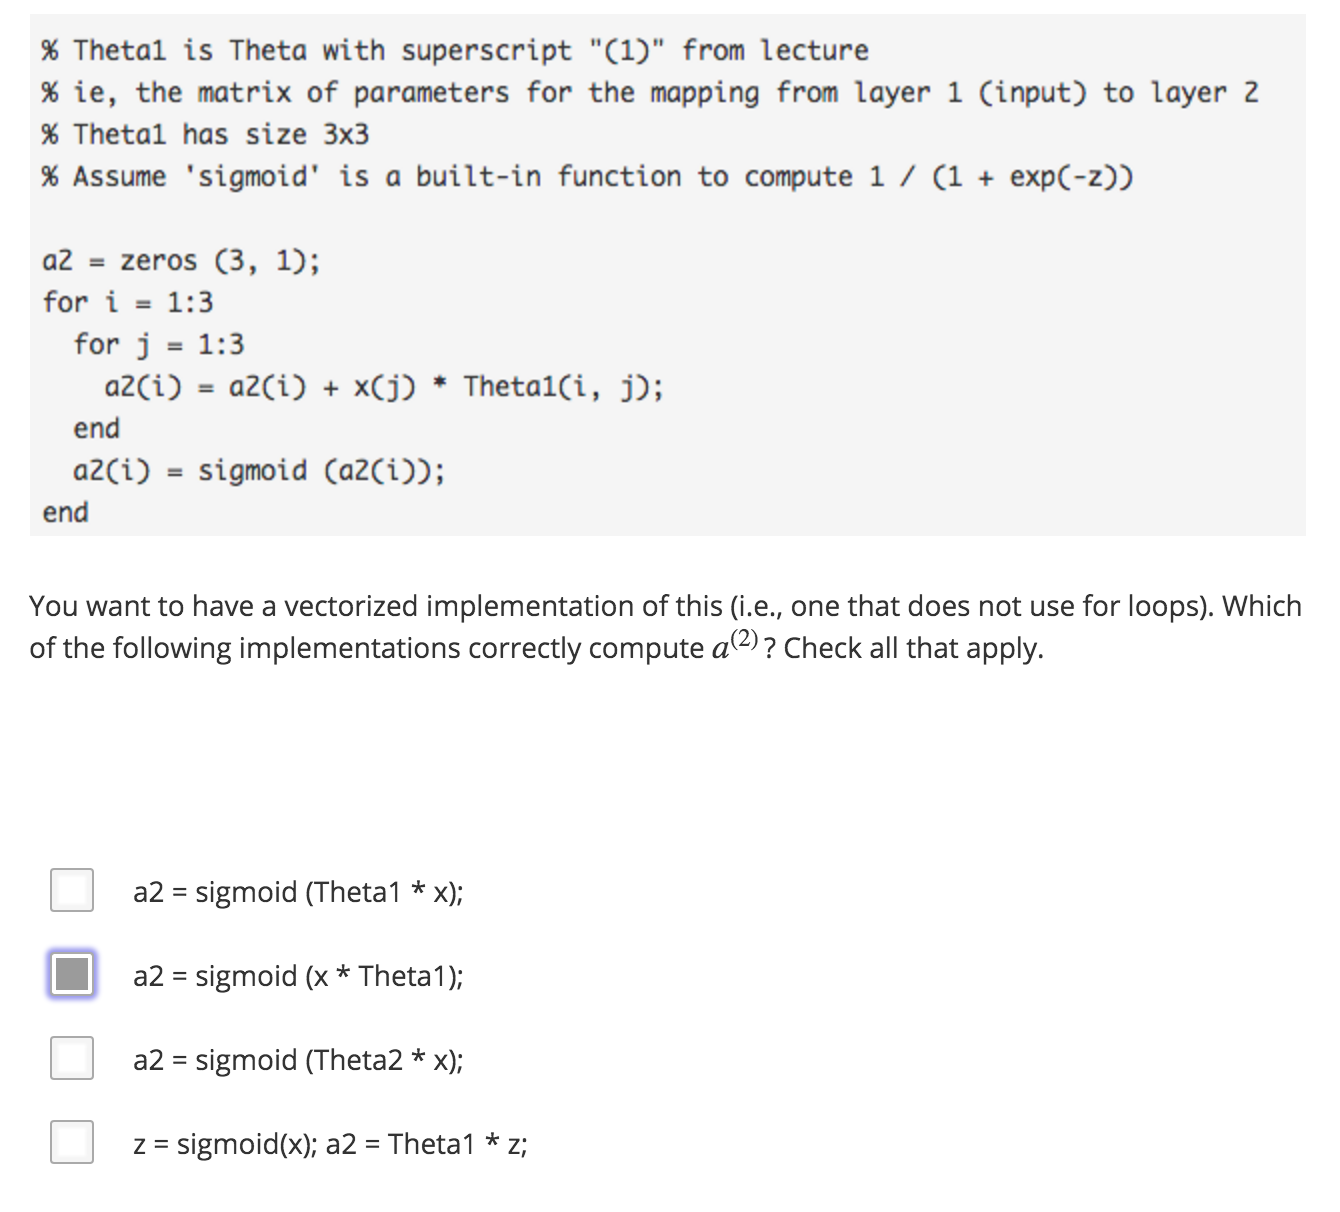 % Theta1 is Theta with superscript "(1)" from lecture
% ie, the matrix of parameters for the mapping from layer 1 (input) to layer 2
% Theta1 has size 3x3
% Assume 'sigmoid' is a built-in function to compute 1 / (1 + exp(-z))
a2 = zeros (3, 1);
for i = 1:3
for j = 1:3
a2(i) = a2(i) + x(j) * Theta1(i, j);
end
a2(i) = sigmoid (a2(i));
end
You want to have a vectorized implementation of this (i.e., one that does not use for loops). Which
of the following implementations correctly compute a⁽²⁾? Check all that apply.
a2 = sigmoid (Theta1 * x);
a2 = sigmoid (x * Theta1);
a2 = sigmoid (Theta2 * x);
z = sigmoid(x); a2 = Theta1 * z;